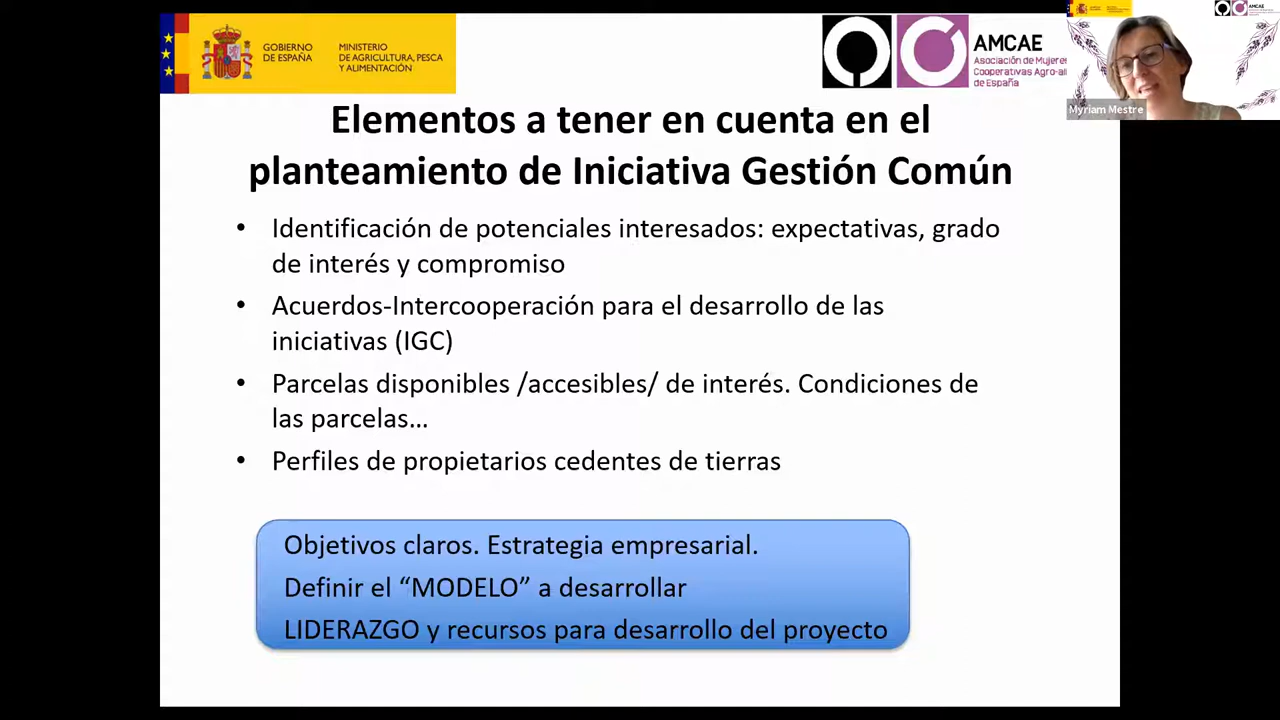 GOBIERNO
DE ESPAÑA
MINISTERIO
DE AGRICULTURA, PESCA
Y ALIMENTACIÓN
AMCAE
Asociación de Mujeres
Cooperativas Agro-ali
de España
AMCAE
Myriam Mestre
Elementos a tener en cuenta en el
planteamiento de Iniciativa Gestión Común
• Identificación de potenciales interesados: expectativas, grado
de interés y compromiso
• Acuerdos-Intercooperación para el desarrollo de las
iniciativas (IGC)
• Parcelas disponibles /accesibles/ de interés. Condiciones de
las parcelas…
• Perfiles de propietarios cedentes de tierras
Objetivos claros. Estrategia empresarial.
Definir el “MODELO” a desarrollar
LIDERAZGO y recursos para desarrollo del proyecto